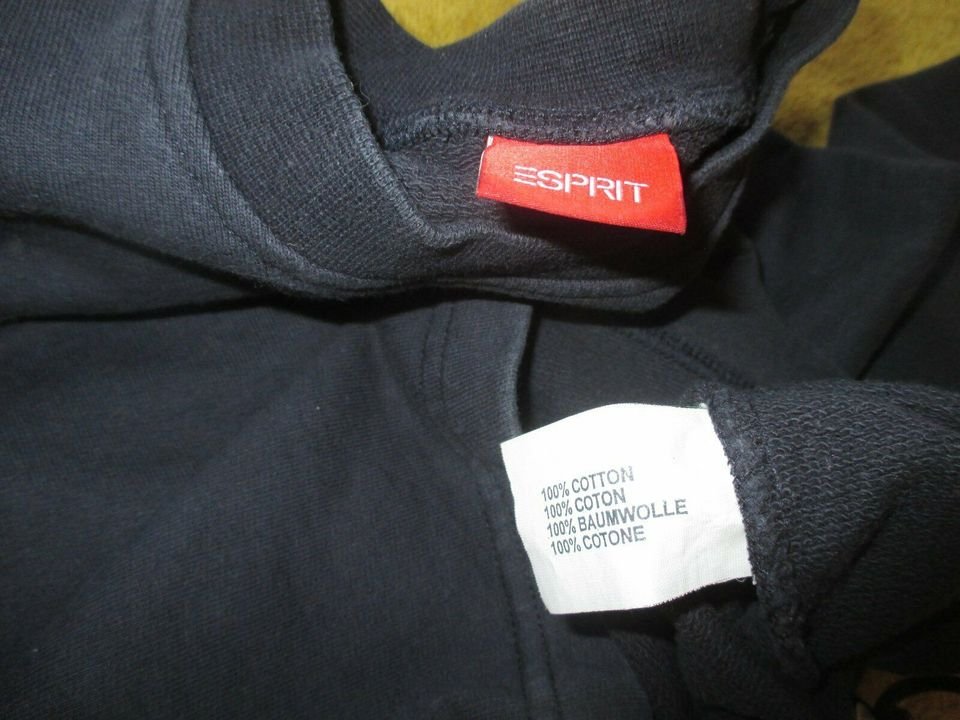 ESPRIT
100% COTTON
100% COTON
100% BAUMWOLLE
100% COTONE